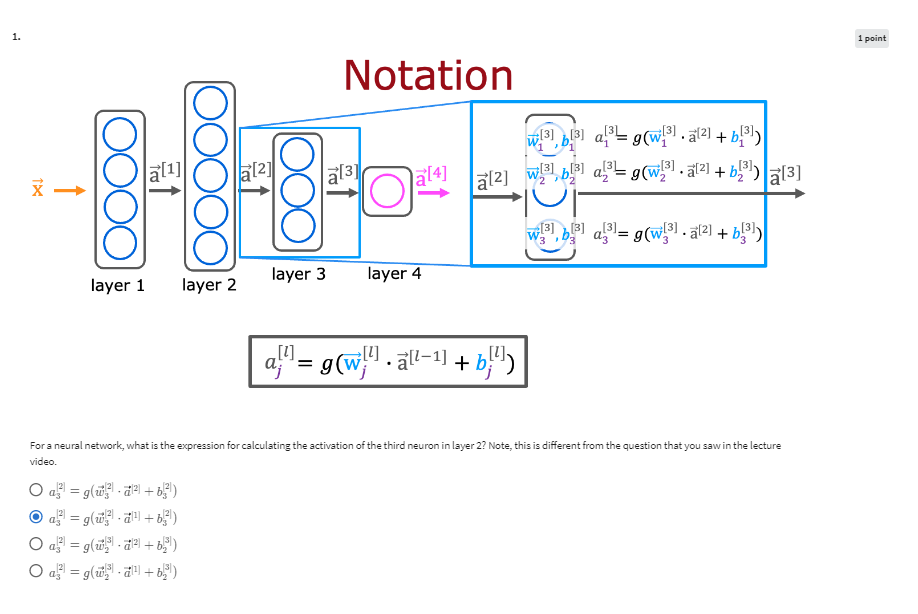 1.
1 point
Notation
x⃗
a⃗[1]
a⃗[2]
a⃗[3]
a⃗[4]
layer 1
layer 2
layer 3
layer 4
a⃗[2]
w⃗₁[3], b₁[3] a₁[3] = g(w⃗₁[3] · a⃗[2] + b₁[3])
w⃗₂[3], b₂[3] a₂[3] = g(w⃗₂[3] · a⃗[2] + b₂[3])
a⃗[3]
w⃗₃[3], b₃[3] a₃[3] = g(w⃗₃[3] · a⃗[2] + b₃[3])
aⱼ[l] = g(w⃗ⱼ[l] · a⃗[l−1] + bⱼ[l])
For a neural network, what is the expression for calculating the activation of the third neuron in layer 2? Note, this is different from the question that you saw in the lecture
video.
a₃[2] = g(w⃗₃[2] · a⃗[2] + b₃[2])
a₃[2] = g(w⃗₃[2] · a⃗[1] + b₃[2])
a₃[2] = g(w⃗₂[3] · a⃗[2] + b₂[3])
a₃[2] = g(w⃗₂[3] · a⃗[1] + b₂[3])